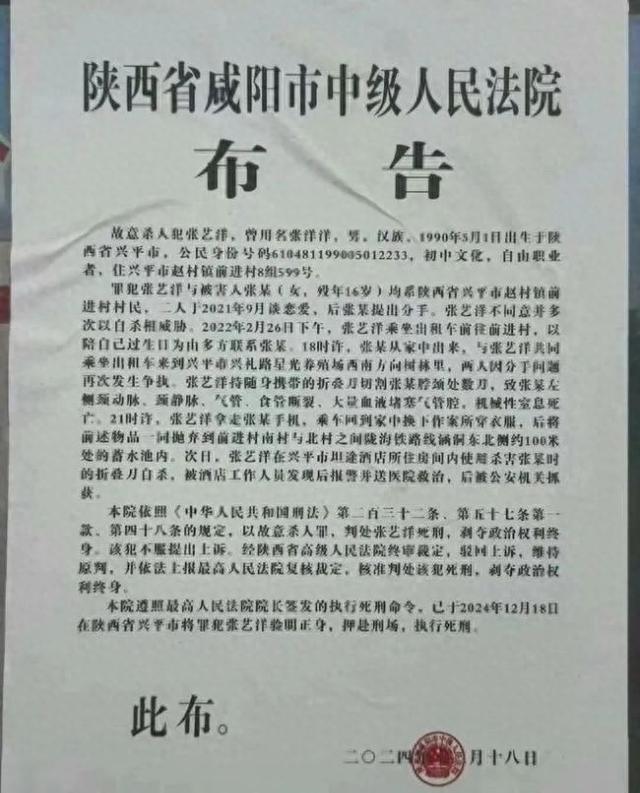 陕西省咸阳市中级人民法院
布告
故意杀人犯张艺洋，曾用名张洋洋，男，汉族，1990年5月1日出生于陕
西省兴平市，公民身份号码610481199005012233，初中文化，自由职业
者，住兴平市赵村镇前进村8组599号。
罪犯张艺洋与被害人张某（女，殁年16岁）均系陕西省兴平市赵村镇前
进村村民，二人于2021年9月谈恋爱，后张某提出分手。张艺洋不同意并多
次以自杀相威胁。2022年2月26日下午，张艺洋乘坐出租车前往前进村，以
陪自己过生日为由多方联系张某。18时许，张某从家中出来，与张艺洋共同
乘坐出租车来到兴平市兴礼路星光养殖场西南方向树林里，两人因分手问题
再次发生争执。张艺洋持随身携带的折叠刀切割张某脖颈处数刀，致张某左
侧颈动脉、颈静脉、气管、食管断裂、大量血液堵塞气管腔，机械性窒息死
亡。21时许，张艺洋拿走张某手机，乘车回到家中换下作案所穿衣服，后将
前述物品一同抛弃到前进村南村与北村之间陇海铁路线辆洞东北侧约100米
处的蓄水池内。次日，张艺洋在兴平市坦途酒店所住房间内使用杀害张某时
的折叠刀自杀，被酒店工作人员发现后报警并送医院救治，后被公安机关抓
获。
本院依照《中华人民共和国刑法》第二百三十二条、第五十七条第一
款、第四十八条的规定，以故意杀人罪，判处张艺洋死刑，剥夺政治权利终
身。该犯不服提出上诉。经陕西省高级人民法院终审裁定，驳回上诉，维持
原判，并依法上报最高人民法院复核裁定，核准判处该犯死刑，剥夺政治权
利终身。
本院遵照最高人民法院院长签发的执行死刑命令，已于2024年12月18日
在陕西省兴平市将罪犯张艺洋验明正身，押赴刑场，执行死刑。
此布。
二〇二四 月十八日